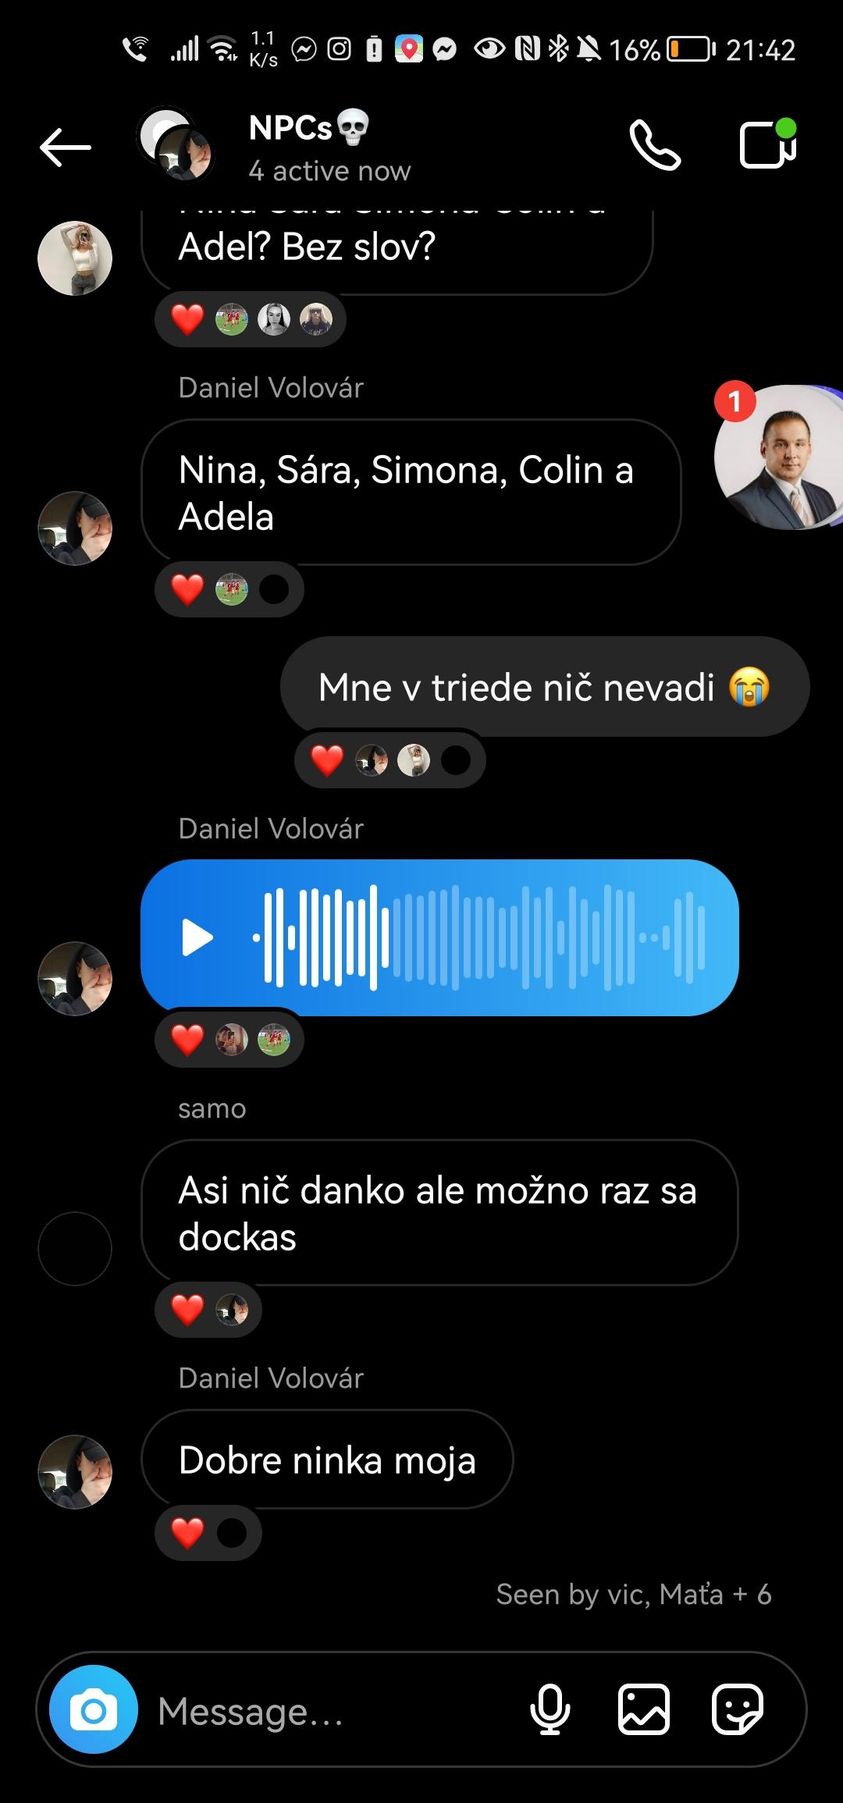 1.1
K/s
16%
21:42
NPCs💀
4 active now
Adel? Bez slov?
Daniel Volovár
1
Nina, Sára, Simona, Colin a
Adela
Mne v triede nič nevadi 😭
Daniel Volovár
samo
Asi nič danko ale možno raz sa
dockas
Daniel Volovár
Dobre ninka moja
Seen by vic, Maťa + 6
Message...